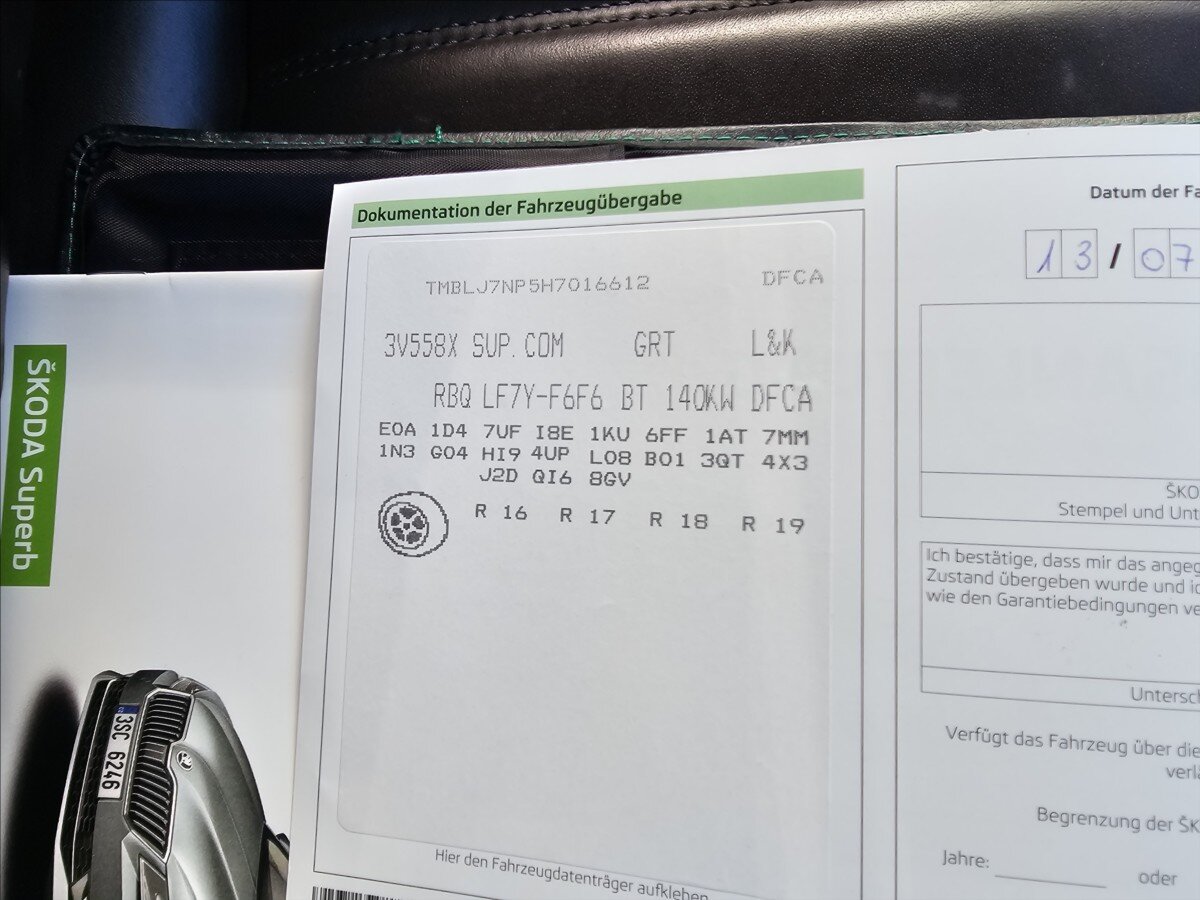 Dokumentation der Fahrzeugübergabe
TMBLJ7NP5H7016612 DFCA
3V558X SUP. COM GRT L&K
RBQ LF7Y-F6F6 BT 140KW DFCA
E0A 1D4 7UF I8E 1KU 6FF 1AT 7MM
1N3 G04 HI9 4UP L08 B01 3QT 4X3
J2D QI6 8GV
R 16 R 17 R 18 R 19
Hier den Fahrzeugdatenträger aufkleben
Datum der Fa
13/07
ŠKO
Stempel und Unt
Ich bestätige, dass mir das angeg
Zustand übergeben wurde und ic
wie den Garantiebedingungen ve
Untersch
Verfügt das Fahrzeug über die
verlä
Begrenzung der ŠK
Jahre: oder
ŠKODA Superb
3SC 6246